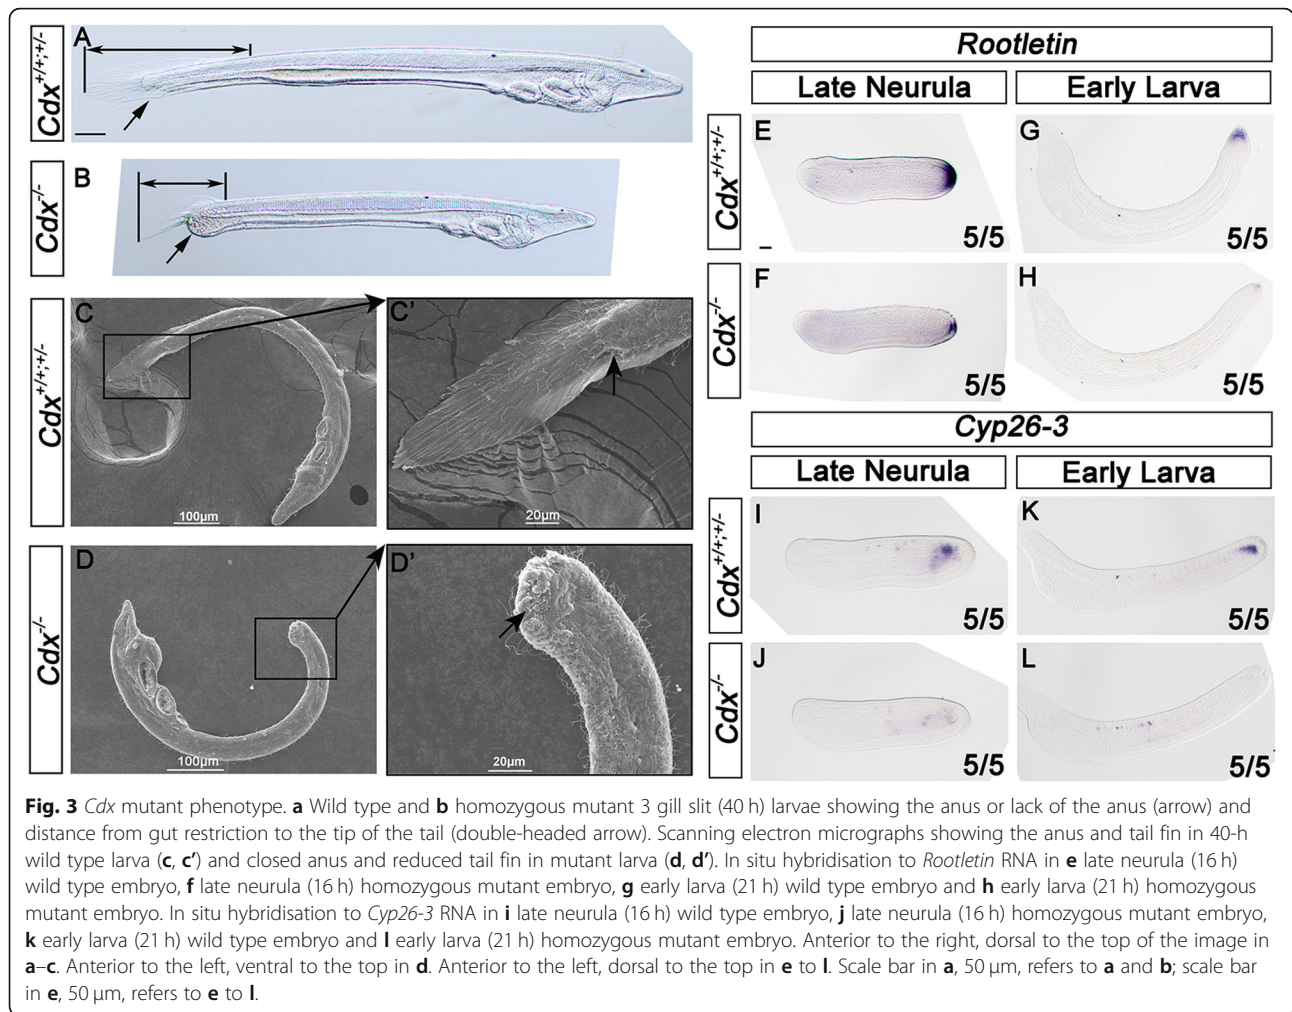 A
Cdx+/+;+/-
B
Cdx-/-
C
C'
Cdx+/+;+/-
100µm
20µm
D
D'
Cdx-/-
100µm
20µm
Rootletin
Late Neurula Early Larva
Cdx+/+;+/-
E
G
5/5 5/5
Cdx-/-
F
H
5/5 5/5
Cyp26-3
Late Neurula Early Larva
Cdx+/+;+/-
I
K
5/5 5/5
Cdx-/-
J
L
5/5 5/5
Fig. 3 Cdx mutant phenotype. a Wild type and b homozygous mutant 3 gill slit (40 h) larvae showing the anus or lack of the anus (arrow) and
distance from gut restriction to the tip of the tail (double-headed arrow). Scanning electron micrographs showing the anus and tail fin in 40-h
wild type larva (c, c′) and closed anus and reduced tail fin in mutant larva (d, d′). In situ hybridisation to Rootletin RNA in e late neurula (16 h)
wild type embryo, f late neurula (16 h) homozygous mutant embryo, g early larva (21 h) wild type embryo and h early larva (21 h) homozygous
mutant embryo. In situ hybridisation to Cyp26-3 RNA in i late neurula (16 h) wild type embryo, j late neurula (16 h) homozygous mutant embryo,
k early larva (21 h) wild type embryo and l early larva (21 h) homozygous mutant embryo. Anterior to the right, dorsal to the top of the image in
a–c. Anterior to the left, ventral to the top in d. Anterior to the left, dorsal to the top in e to l. Scale bar in a, 50 μm, refers to a and b; scale bar
in e, 50 μm, refers to e to l.